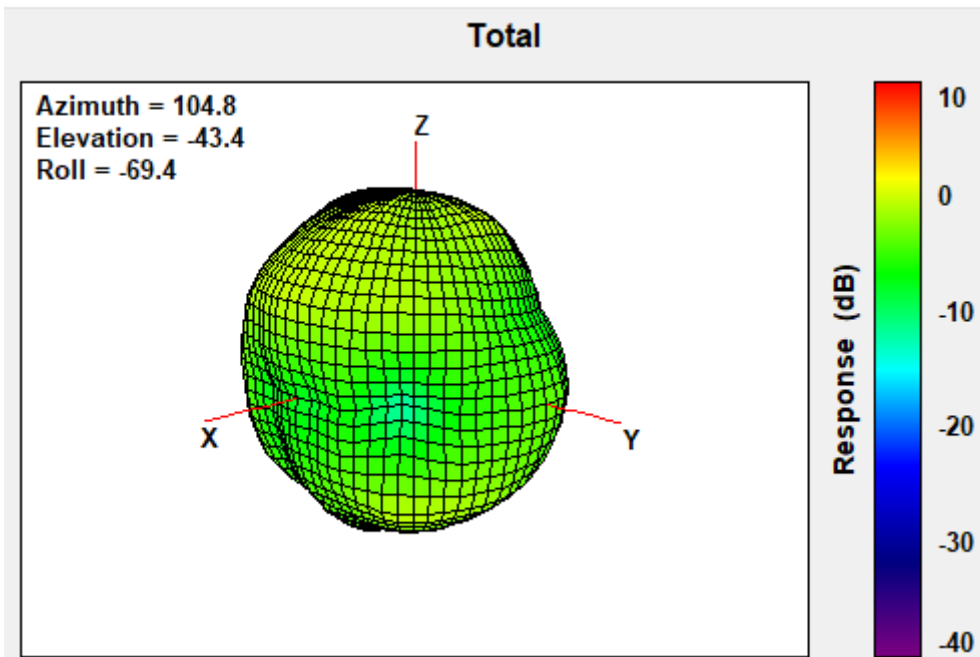 Total
Azimuth = 104.8
Elevation = -43.4
Roll = -69.4
Z
X
Y
10
0
-10
-20
-30
-40
Response (dB)